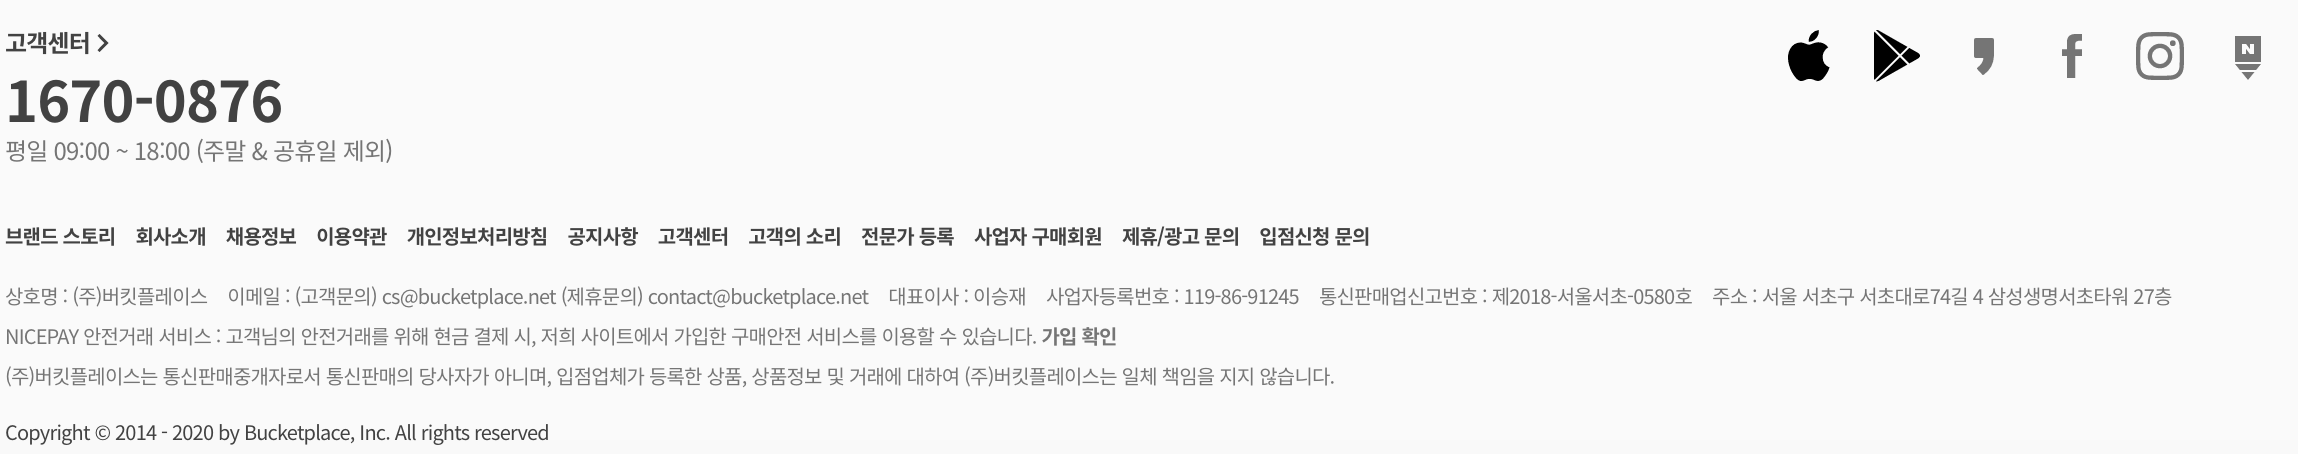 고객센터
1670-0876
평일 09:00 ~ 18:00 (주말 & 공휴일 제외)
브랜드 스토리 회사소개 채용정보 이용약관 개인정보처리방침 공지사항 고객센터 고객의 소리 전문가 등록 사업자 구매회원 제휴/광고 문의 입점신청 문의
상호명 : (주)버킷플레이스 이메일 : (고객문의) cs@bucketplace.net (제휴문의) contact@bucketplace.net 대표이사 : 이승재 사업자등록번호 : 119-86-91245 통신판매업신고번호 : 제2018-서울서초-0580호 주소 : 서울 서초구 서초대로74길 4 삼성생명서초타워 27층
NICEPAY 안전거래 서비스 : 고객님의 안전거래를 위해 현금 결제 시, 저희 사이트에서 가입한 구매안전 서비스를 이용할 수 있습니다. 가입 확인
(주)버킷플레이스는 통신판매중개자로서 통신판매의 당사자가 아니며, 입점업체가 등록한 상품, 상품정보 및 거래에 대하여 (주)버킷플레이스는 일체 책임을 지지 않습니다.
Copyright © 2014 - 2020 by Bucketplace, Inc. All rights reserved